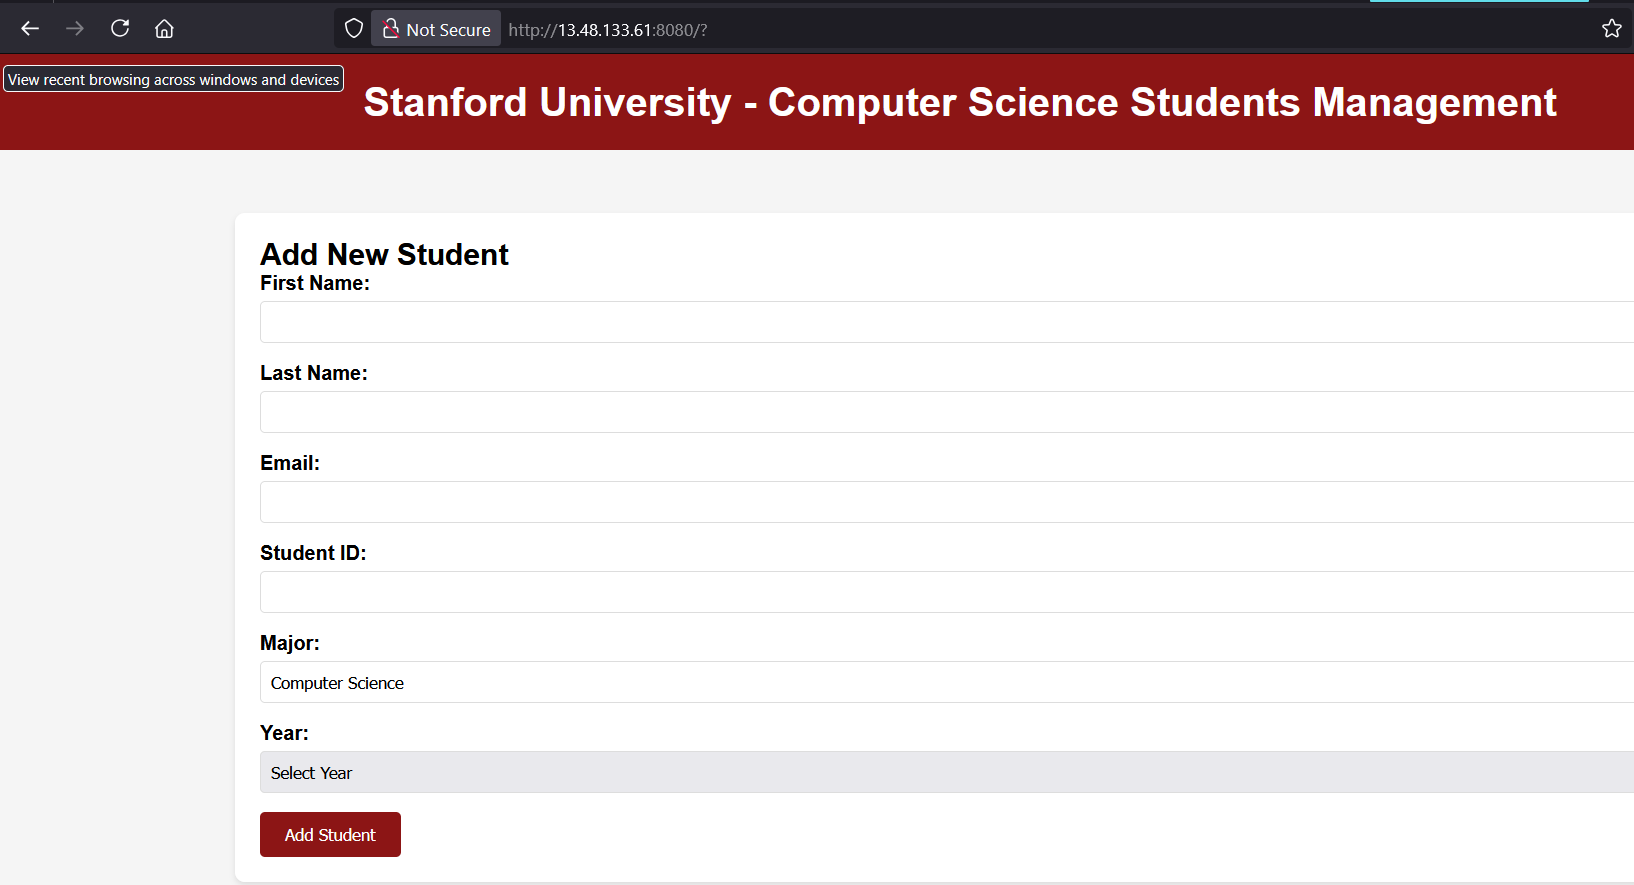 Not Secure http://13.48.133.61:8080/?
View recent browsing across windows and devices
Stanford University - Computer Science Students Management
Add New Student
First Name:
Last Name:
Email:
Student ID:
Major:
Computer Science
Year:
Select Year
Add Student